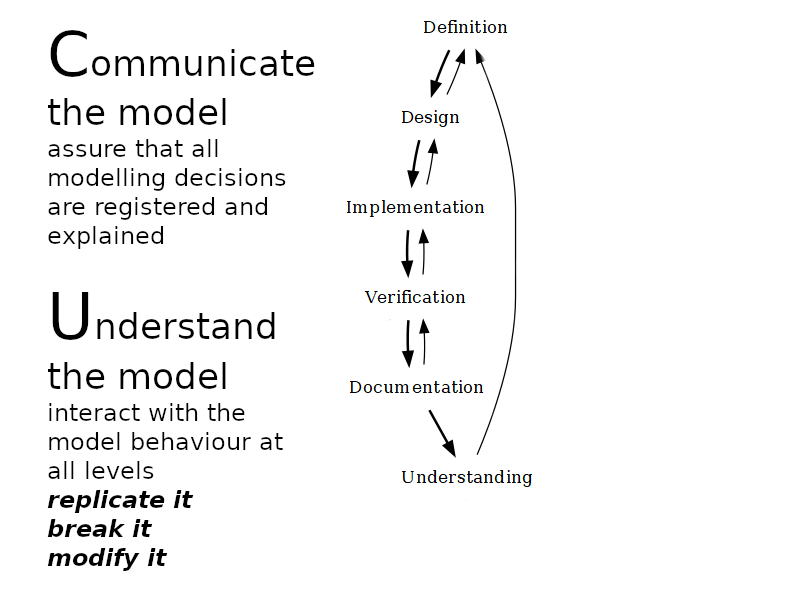 Communicate
the model
assure that all
modelling decisions
are registered and
explained
Understand
the model
interact with the
model behaviour at
all levels
replicate it
break it
modify it
Definition
Design
Implementation
Verification
Documentation
Understanding